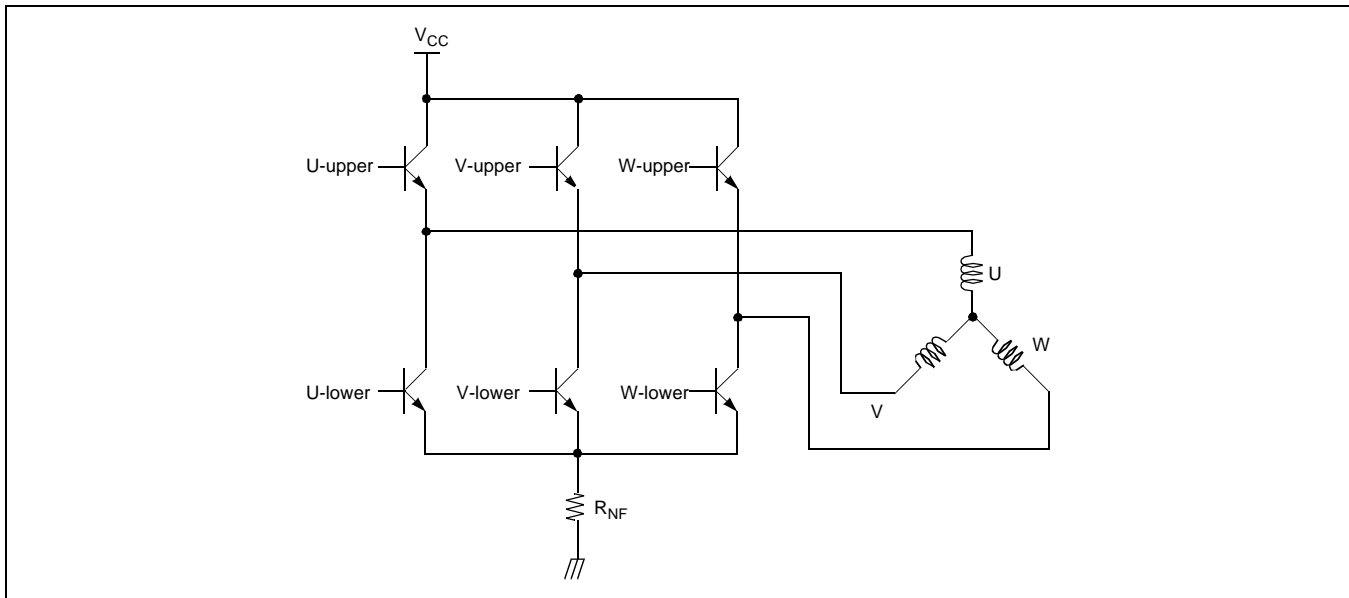 VCC
U-upper
V-upper
W-upper
U
W
V
U-lower
V-lower
W-lower
RNF